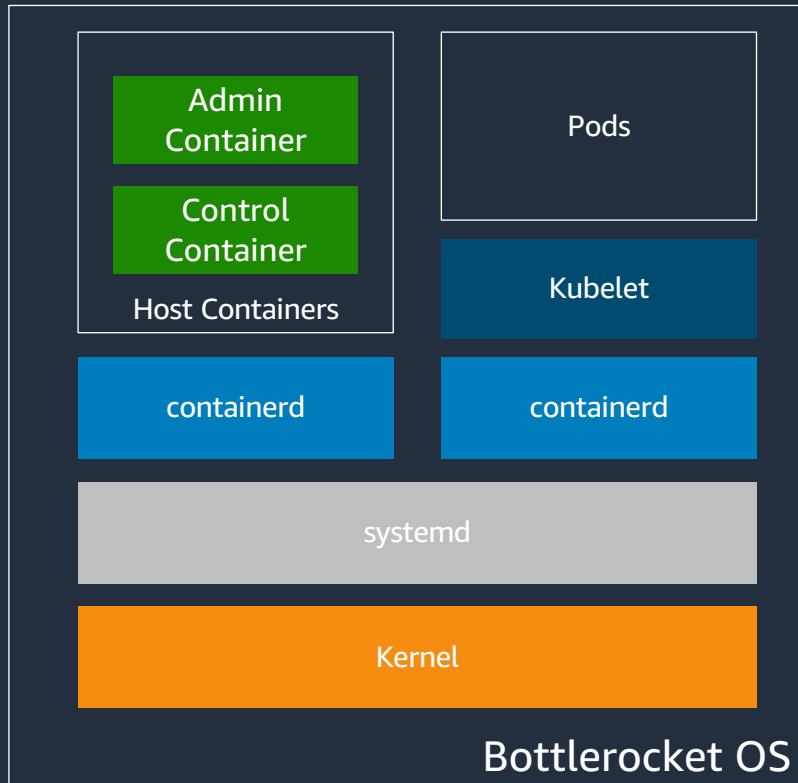 Admin
Container
Control
Container
Host Containers
Pods
Kubelet
containerd
containerd
systemd
Kernel
Bottlerocket OS